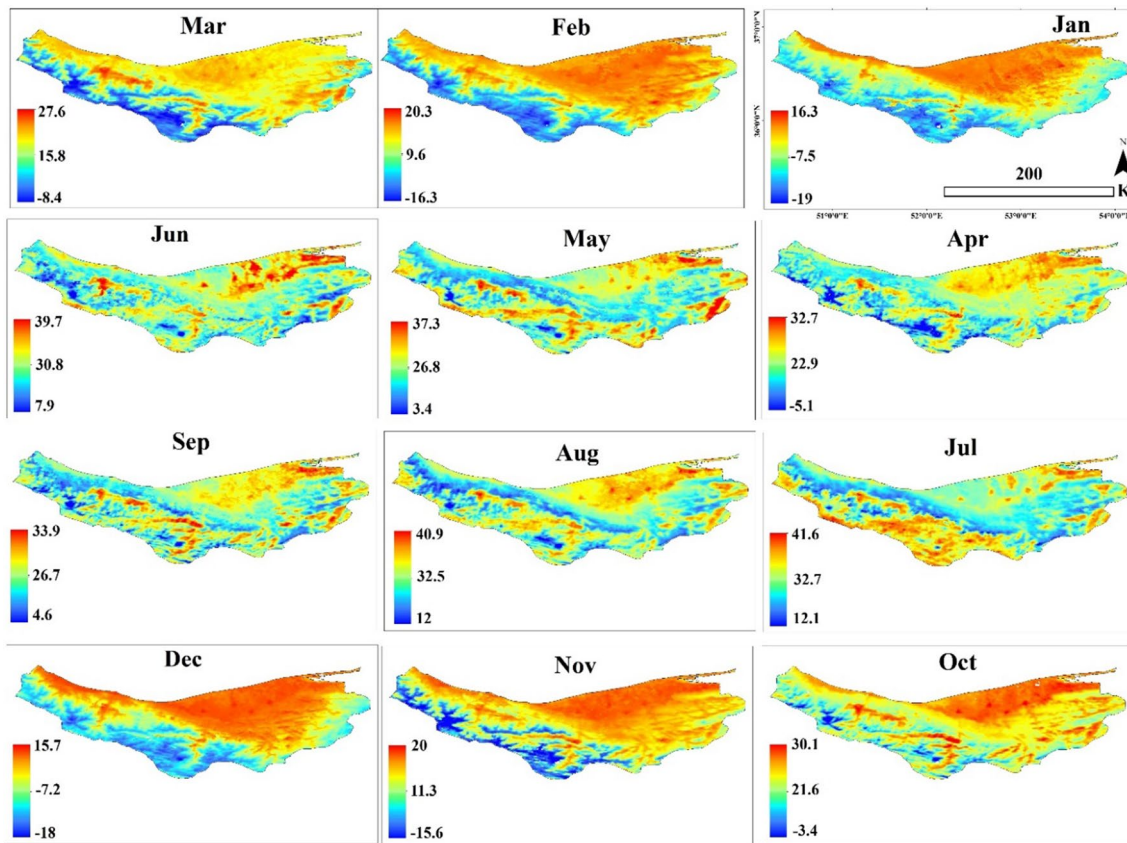 Mar
27.6
15.8
-8.4
Feb
20.3
9.6
-16.3
Jan
37°0'0"N
36°0'0"N
16.3
-7.5
-19
N
200
K
51°0'0"E
52°0'0"E
53°0'0"E
54°0'0"E
Jun
39.7
30.8
7.9
May
37.3
26.8
3.4
Apr
32.7
22.9
-5.1
Sep
33.9
26.7
4.6
Aug
40.9
32.5
12
Jul
41.6
32.7
12.1
Dec
15.7
-7.2
-18
Nov
20
11.3
-15.6
Oct
30.1
21.6
-3.4